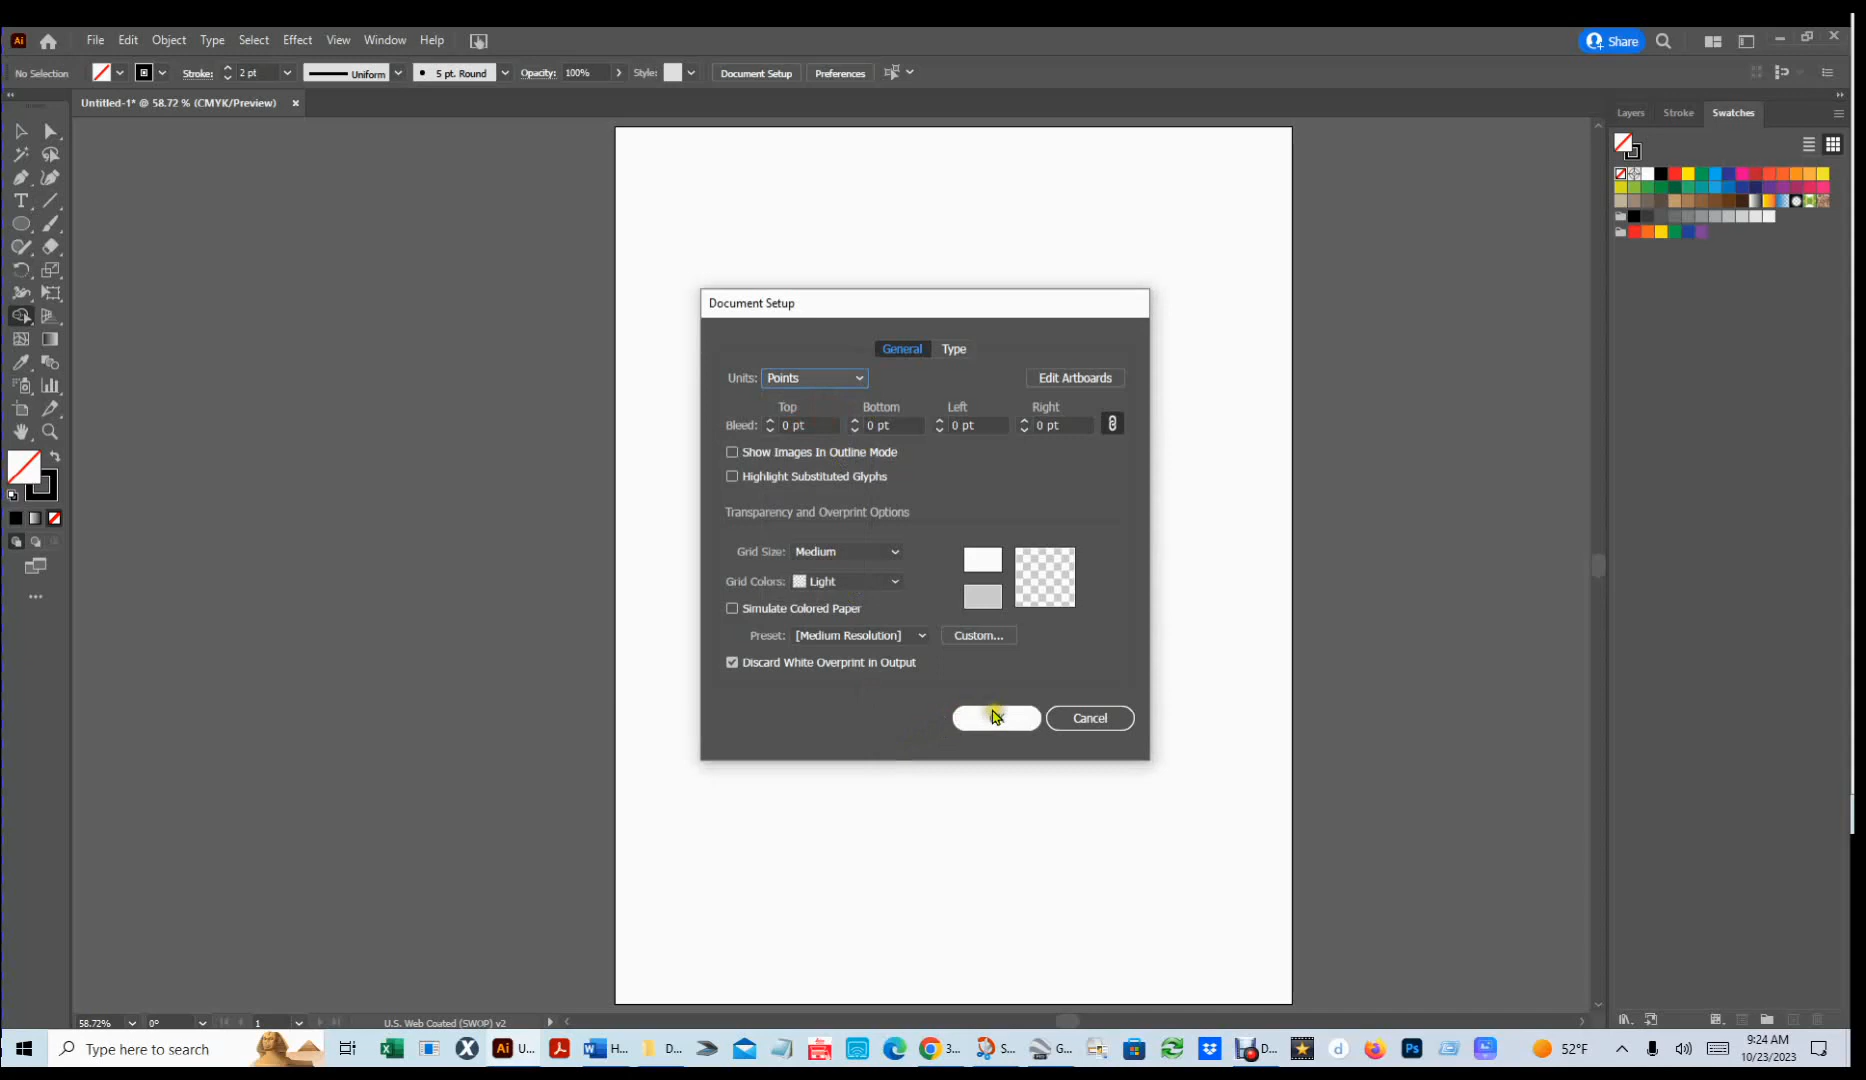 Ai File Edit Object Type Select Effect View Window Help Share
No Selection Stroke: 2 pt Uniform 5 pt. Round Opacity: 100% Style: Document Setup Preferences
Untitled-1* @ 58.72 % (CMYK/Preview) ×
Layers Stroke Swatches
Document Setup
General Type
Units: Points Edit Artboards
Top Bottom Left Right
Bleed: 0 pt 0 pt 0 pt 0 pt
Show Images In Outline Mode
Highlight Substituted Glyphs
Transparency and Overprint Options
Grid Size: Medium
Grid Colors: Light
Simulate Colored Paper
Preset: [Medium Resolution] Custom...
Discard White Overprint in Output
Cancel
58.72% 0° 1 U.S. Web Coated (SWOP) v2
Type here to search Ai U... H... D... 3... S... G... D... Ps 52°F 9:24 AM
10/23/2023